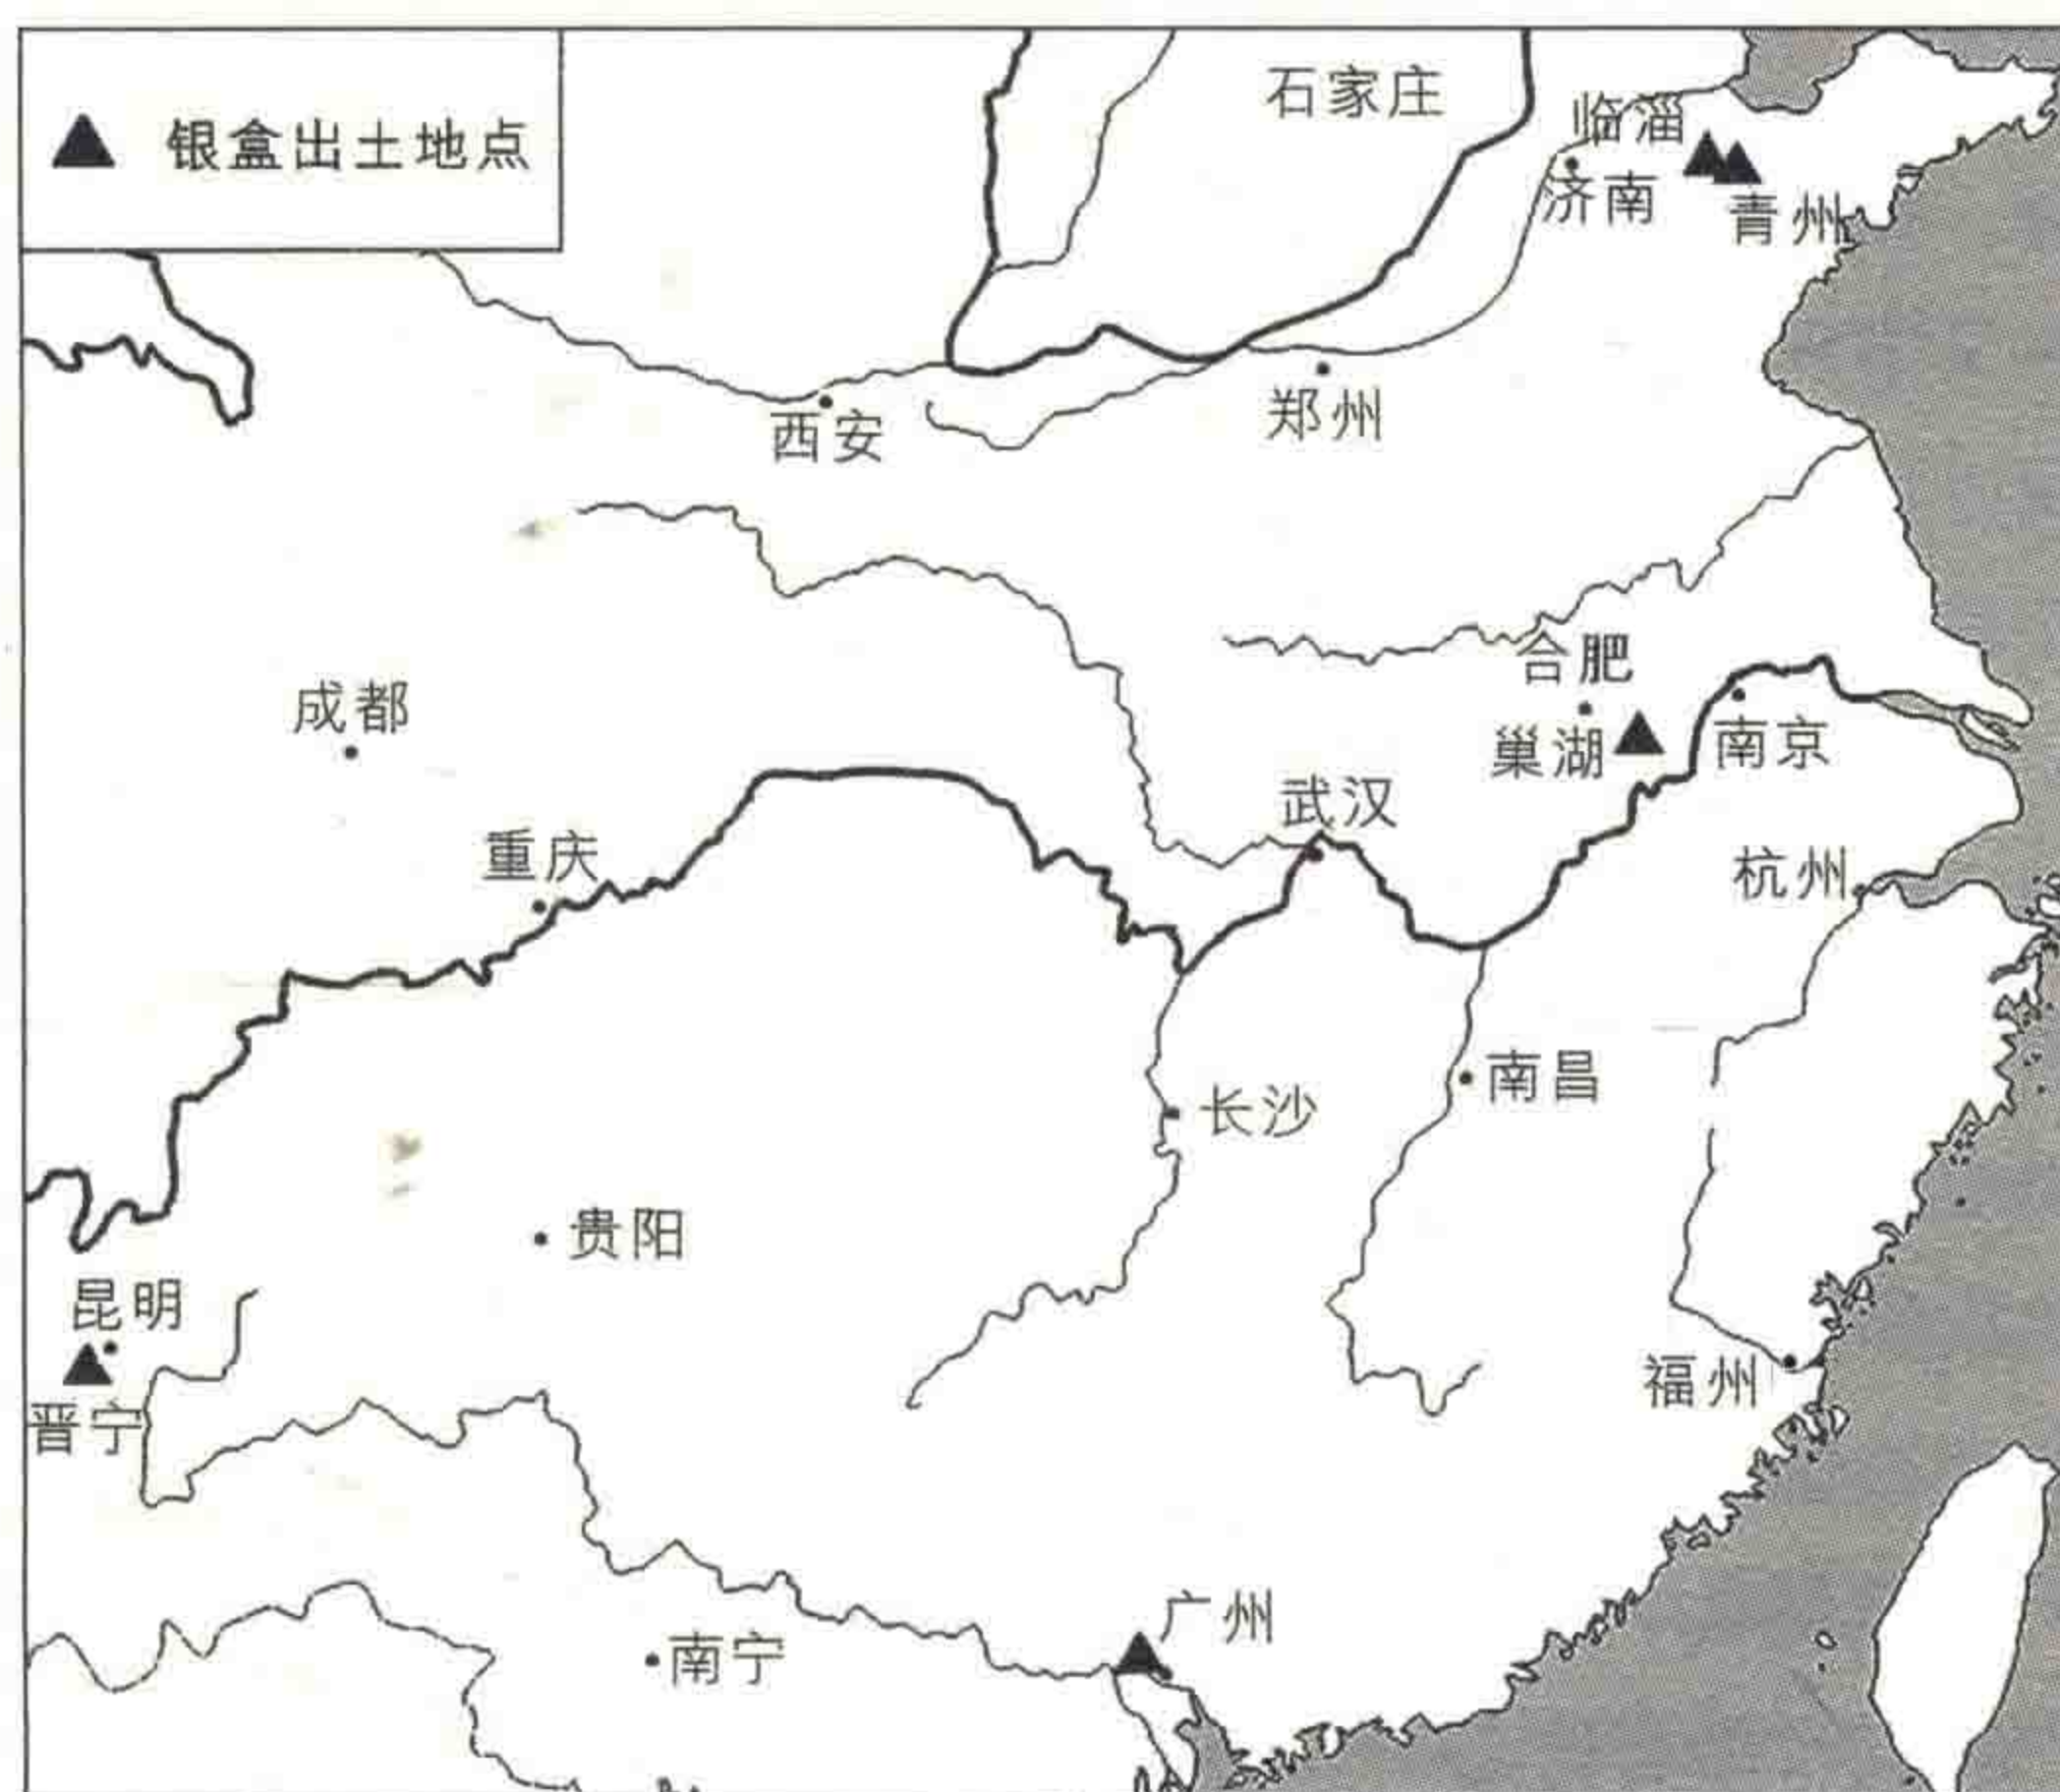 石家庄
临淄
银盒出土地点
济南
青州
郑州
西安
合肥
成都
南京
巢湖
武汉
重庆
杭州
南昌
长沙
贵阳
昆明
福州
晋宁
广州
南宁